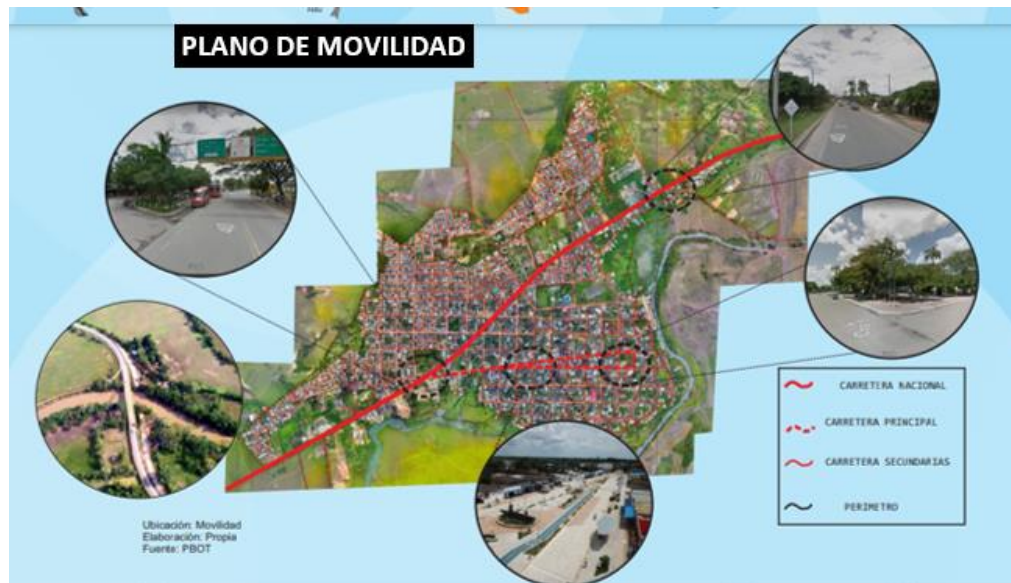 PLANO DE MOVILIDAD
CARRETERA NACIONAL
CARRETERA PRINCIPAL
CARRETERA SECUNDARIAS
PERIMETRO
Ubicación: Movilidad
Elaboración: Propia
Fuente: PBOT